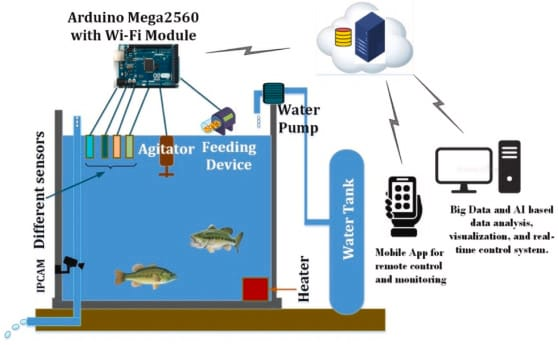 Arduino Mega2560
with Wi-Fi Module
Water
Pump
Agitator
Feeding
Device
Different sensors
IPCAM
Heater
Water Tank
Mobile App for
remote control
and monitoring
Big Data and AI based
data analysis,
visualization, and real-
time control system.